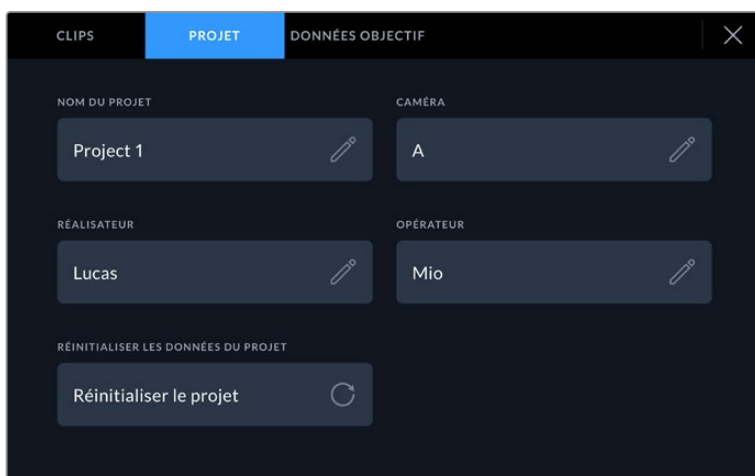 CLIPS PROJET DONNÉES OBJECTIF
NOM DU PROJET CAMÉRA
Project 1 A
RÉALISATEUR OPÉRATEUR
Lucas Mio
RÉINITIALISER LES DONNÉES DU PROJET
Réinitialiser le projet